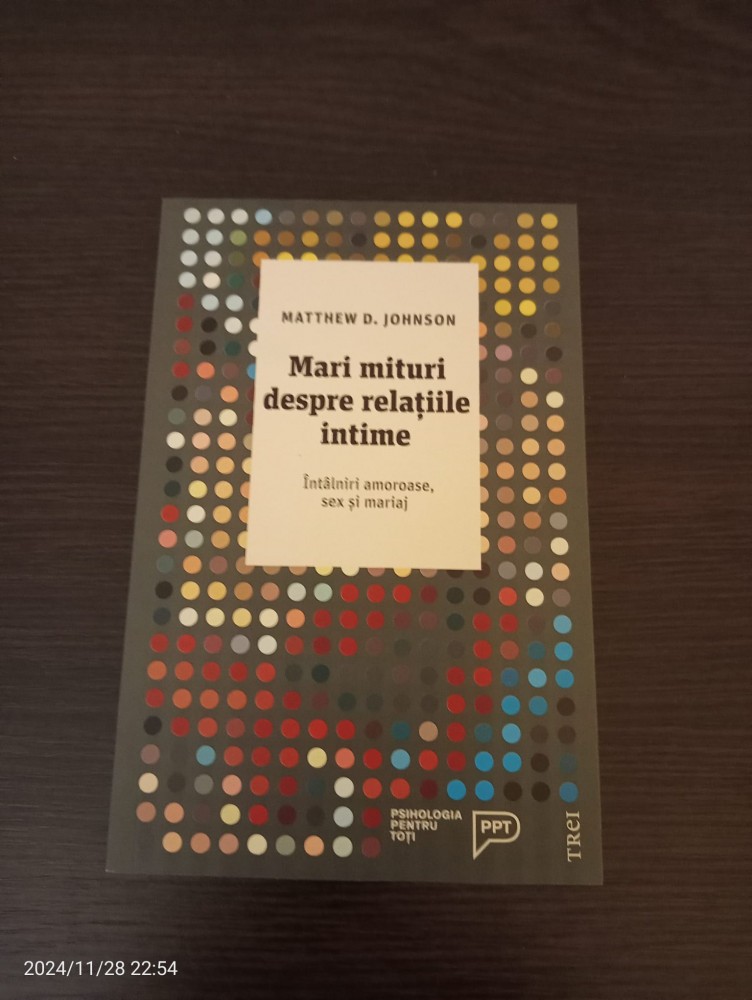 MATTHEW D. JOHNSON
Mari mituri
despre relațiile
intime
Întâlniri amoroase,
sex și mariaj
PSIHOLOGIA
PENTRU
TOȚI
PPT
TREI
2024/11/28 22:54